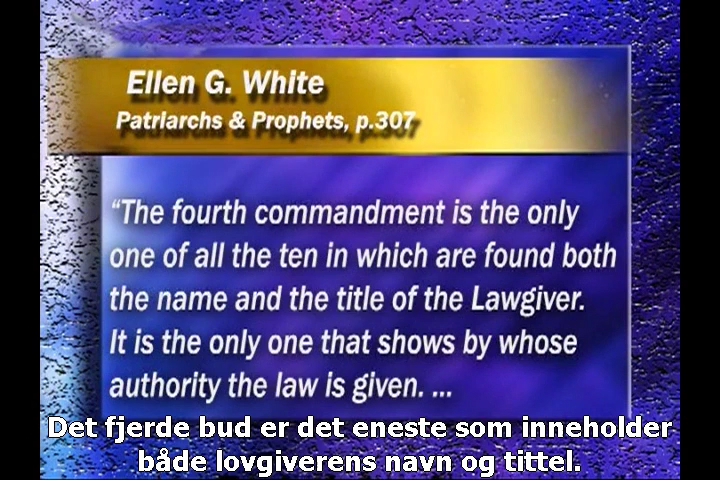 Ellen G. White
Patriarchs & Prophets, p.307
“The fourth commandment is the only
one of all the ten in which are found both
the name and the title of the Lawgiver.
It is the only one that shows by whose
authority the law is given. ...
Det fjerde bud er det eneste som inneholder
både lovgiverens navn og tittel.